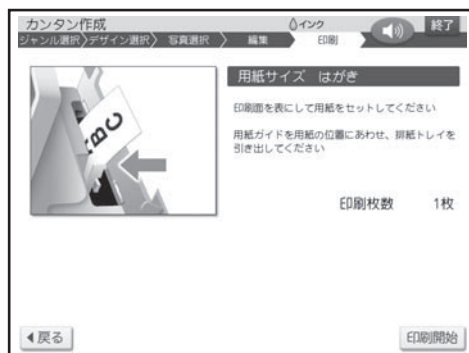 カンタン作成
インク
終了
ジャンル選択〉デザイン選択〉 写真選択 〉 編集 印刷
用紙サイズ はがき
ABC
印刷面を表にして用紙をセットしてください
用紙ガイドを用紙の位置にあわせ、排紙トレイを
引き出してください
印刷枚数 1枚
戻る
印刷開始